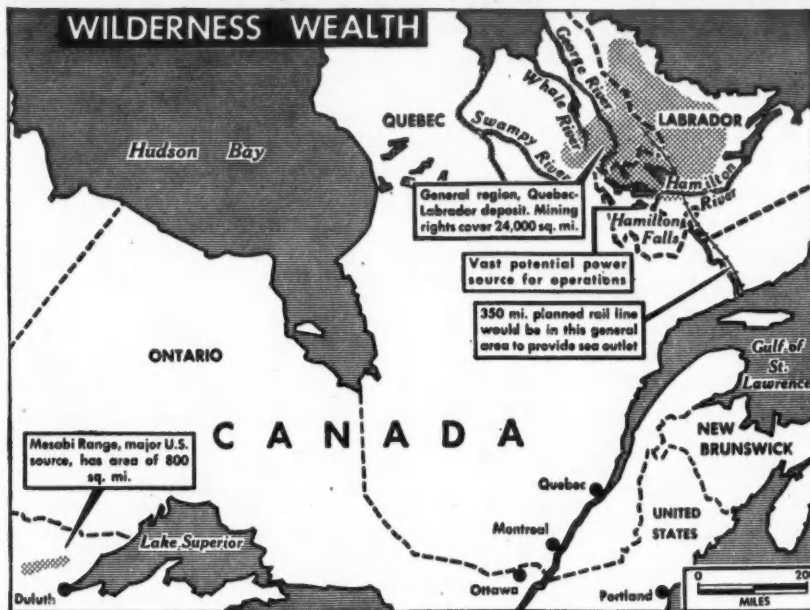 WILDERNESS WEALTH
Hudson Bay
QUEBEC
Swampy River
Whale River
George River
LABRADOR
Hamilton
River
General region, Quebec-
Labrador deposit. Mining
rights cover 24,000 sq. mi.
Hamilton
Falls
Vast potential power
source for operations
350 mi. planned rail line
would be in this general
area to provide sea outlet
ONTARIO
Gulf of
St.
Lawrence
CANADA
Mesabi Range, major U.S.
source, has area of 800
sq. mi.
NEW
BRUNSWICK
Quebec
UNITED
STATES
Montreal
Lake Superior
Ottawa
Duluth
Portland
0
MILES